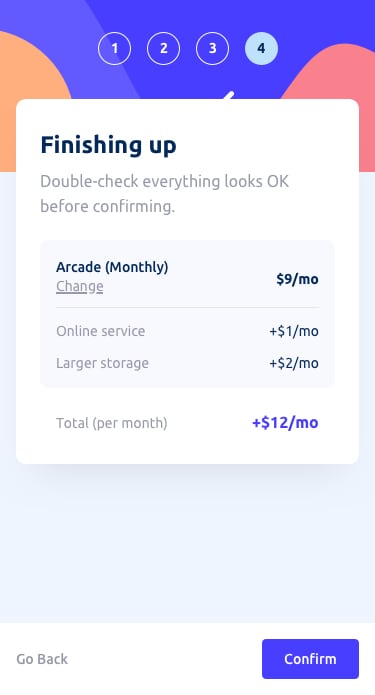 1 2 3 4
Finishing up
Double-check everything looks OK
before confirming.
Arcade (Monthly)
$9/mo
Change
Online service +$1/mo
Larger storage +$2/mo
Total (per month) +$12/mo
Go Back Confirm